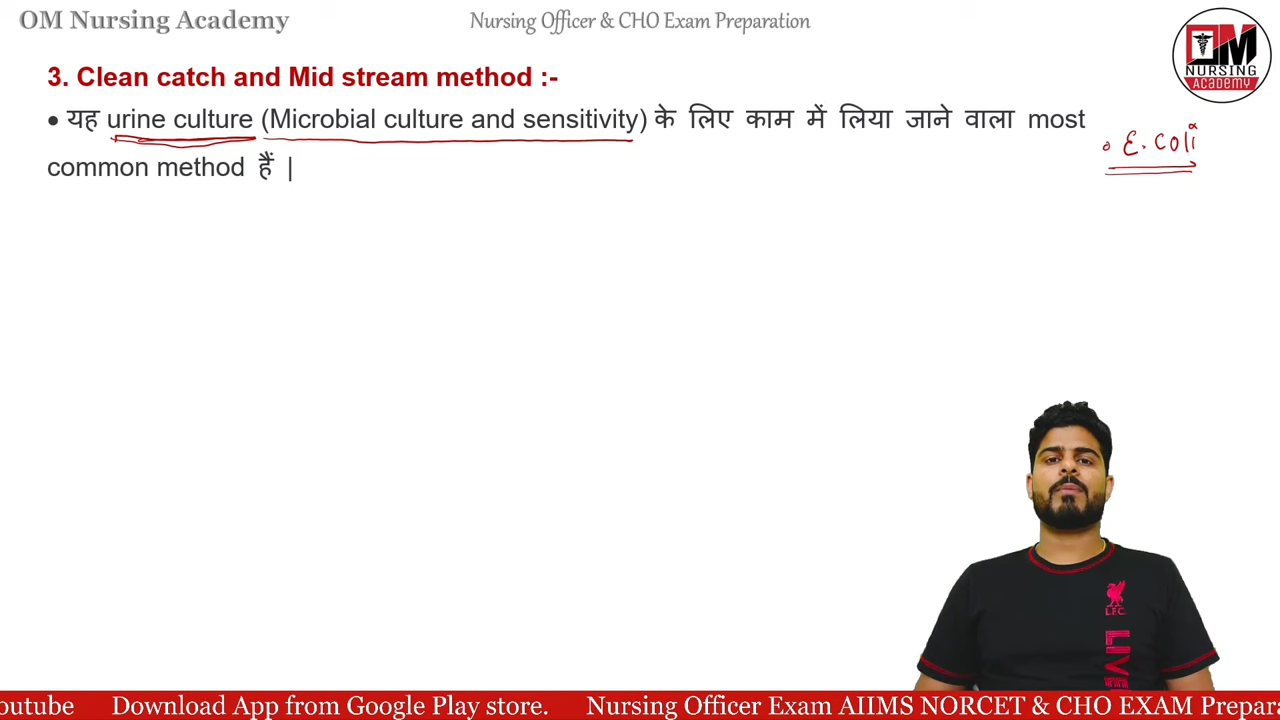 OM Nursing Academy
Nursing Officer & CHO Exam Preparation
OM
NURSING
ACADEMY
3. Clean catch and Mid stream method :-
• यह urine culture (Microbial culture and sensitivity) के लिए काम में लिया जाने वाला most
E. coli
common method हैं |
L.F.C.
LIVE
outube Download App from Google Play store. Nursing Officer Exam AIIMS NORCET & CHO EXAM Prepara